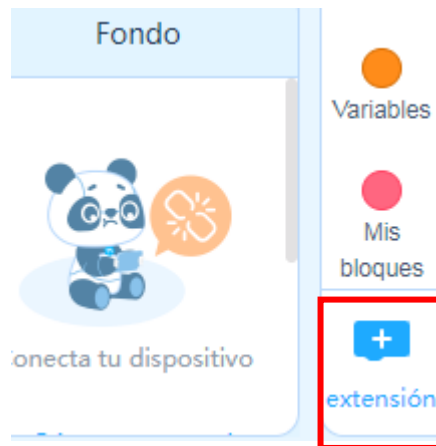 Fondo
Variables
Mis
bloques
onecta tu dispositivo
extensión